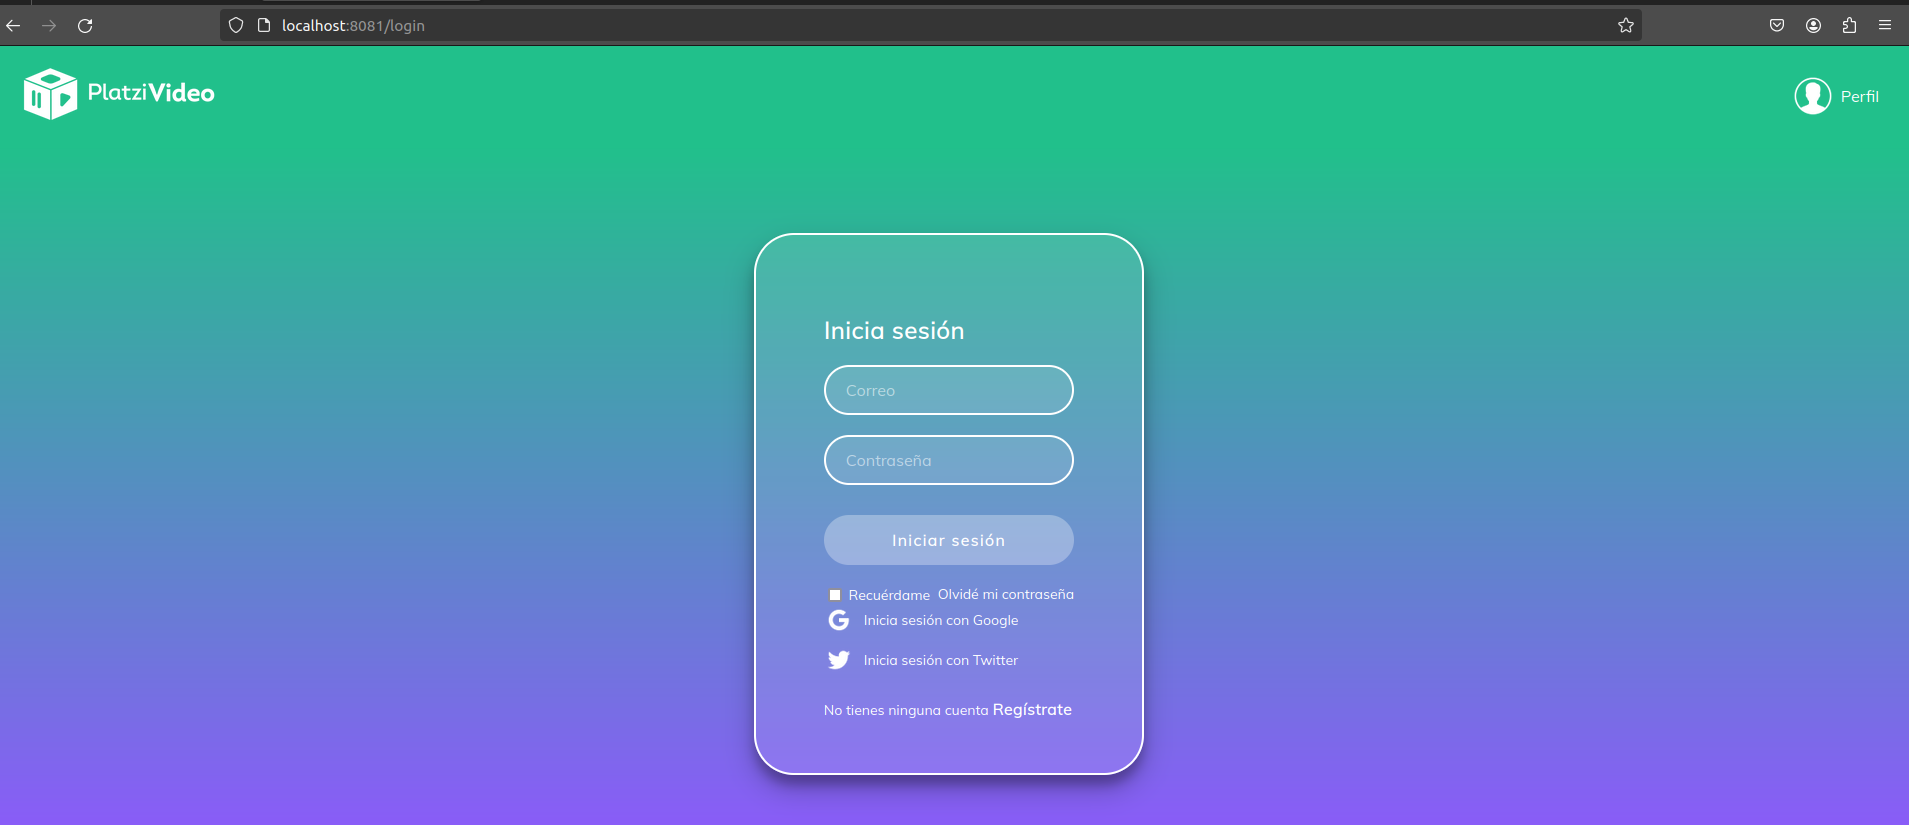 localhost:8081/login
PlatziVideo
Perfil
Inicia sesión
Correo
Contraseña
Iniciar sesión
Recuérdame Olvidé mi contraseña
Inicia sesión con Google
Inicia sesión con Twitter
No tienes ninguna cuenta Regístrate